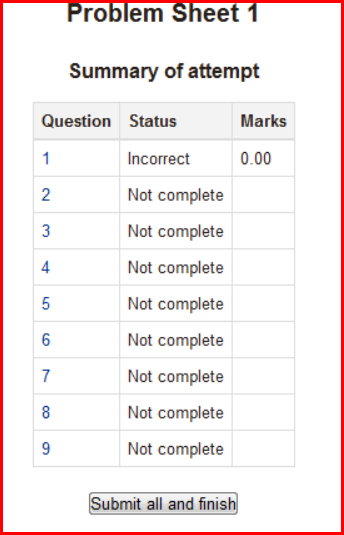 Problem Sheet 1
Summary of attempt
Question Status Marks
1 Incorrect 0.00
2 Not complete
3 Not complete
4 Not complete
5 Not complete
6 Not complete
7 Not complete
8 Not complete
9 Not complete
Submit all and finish